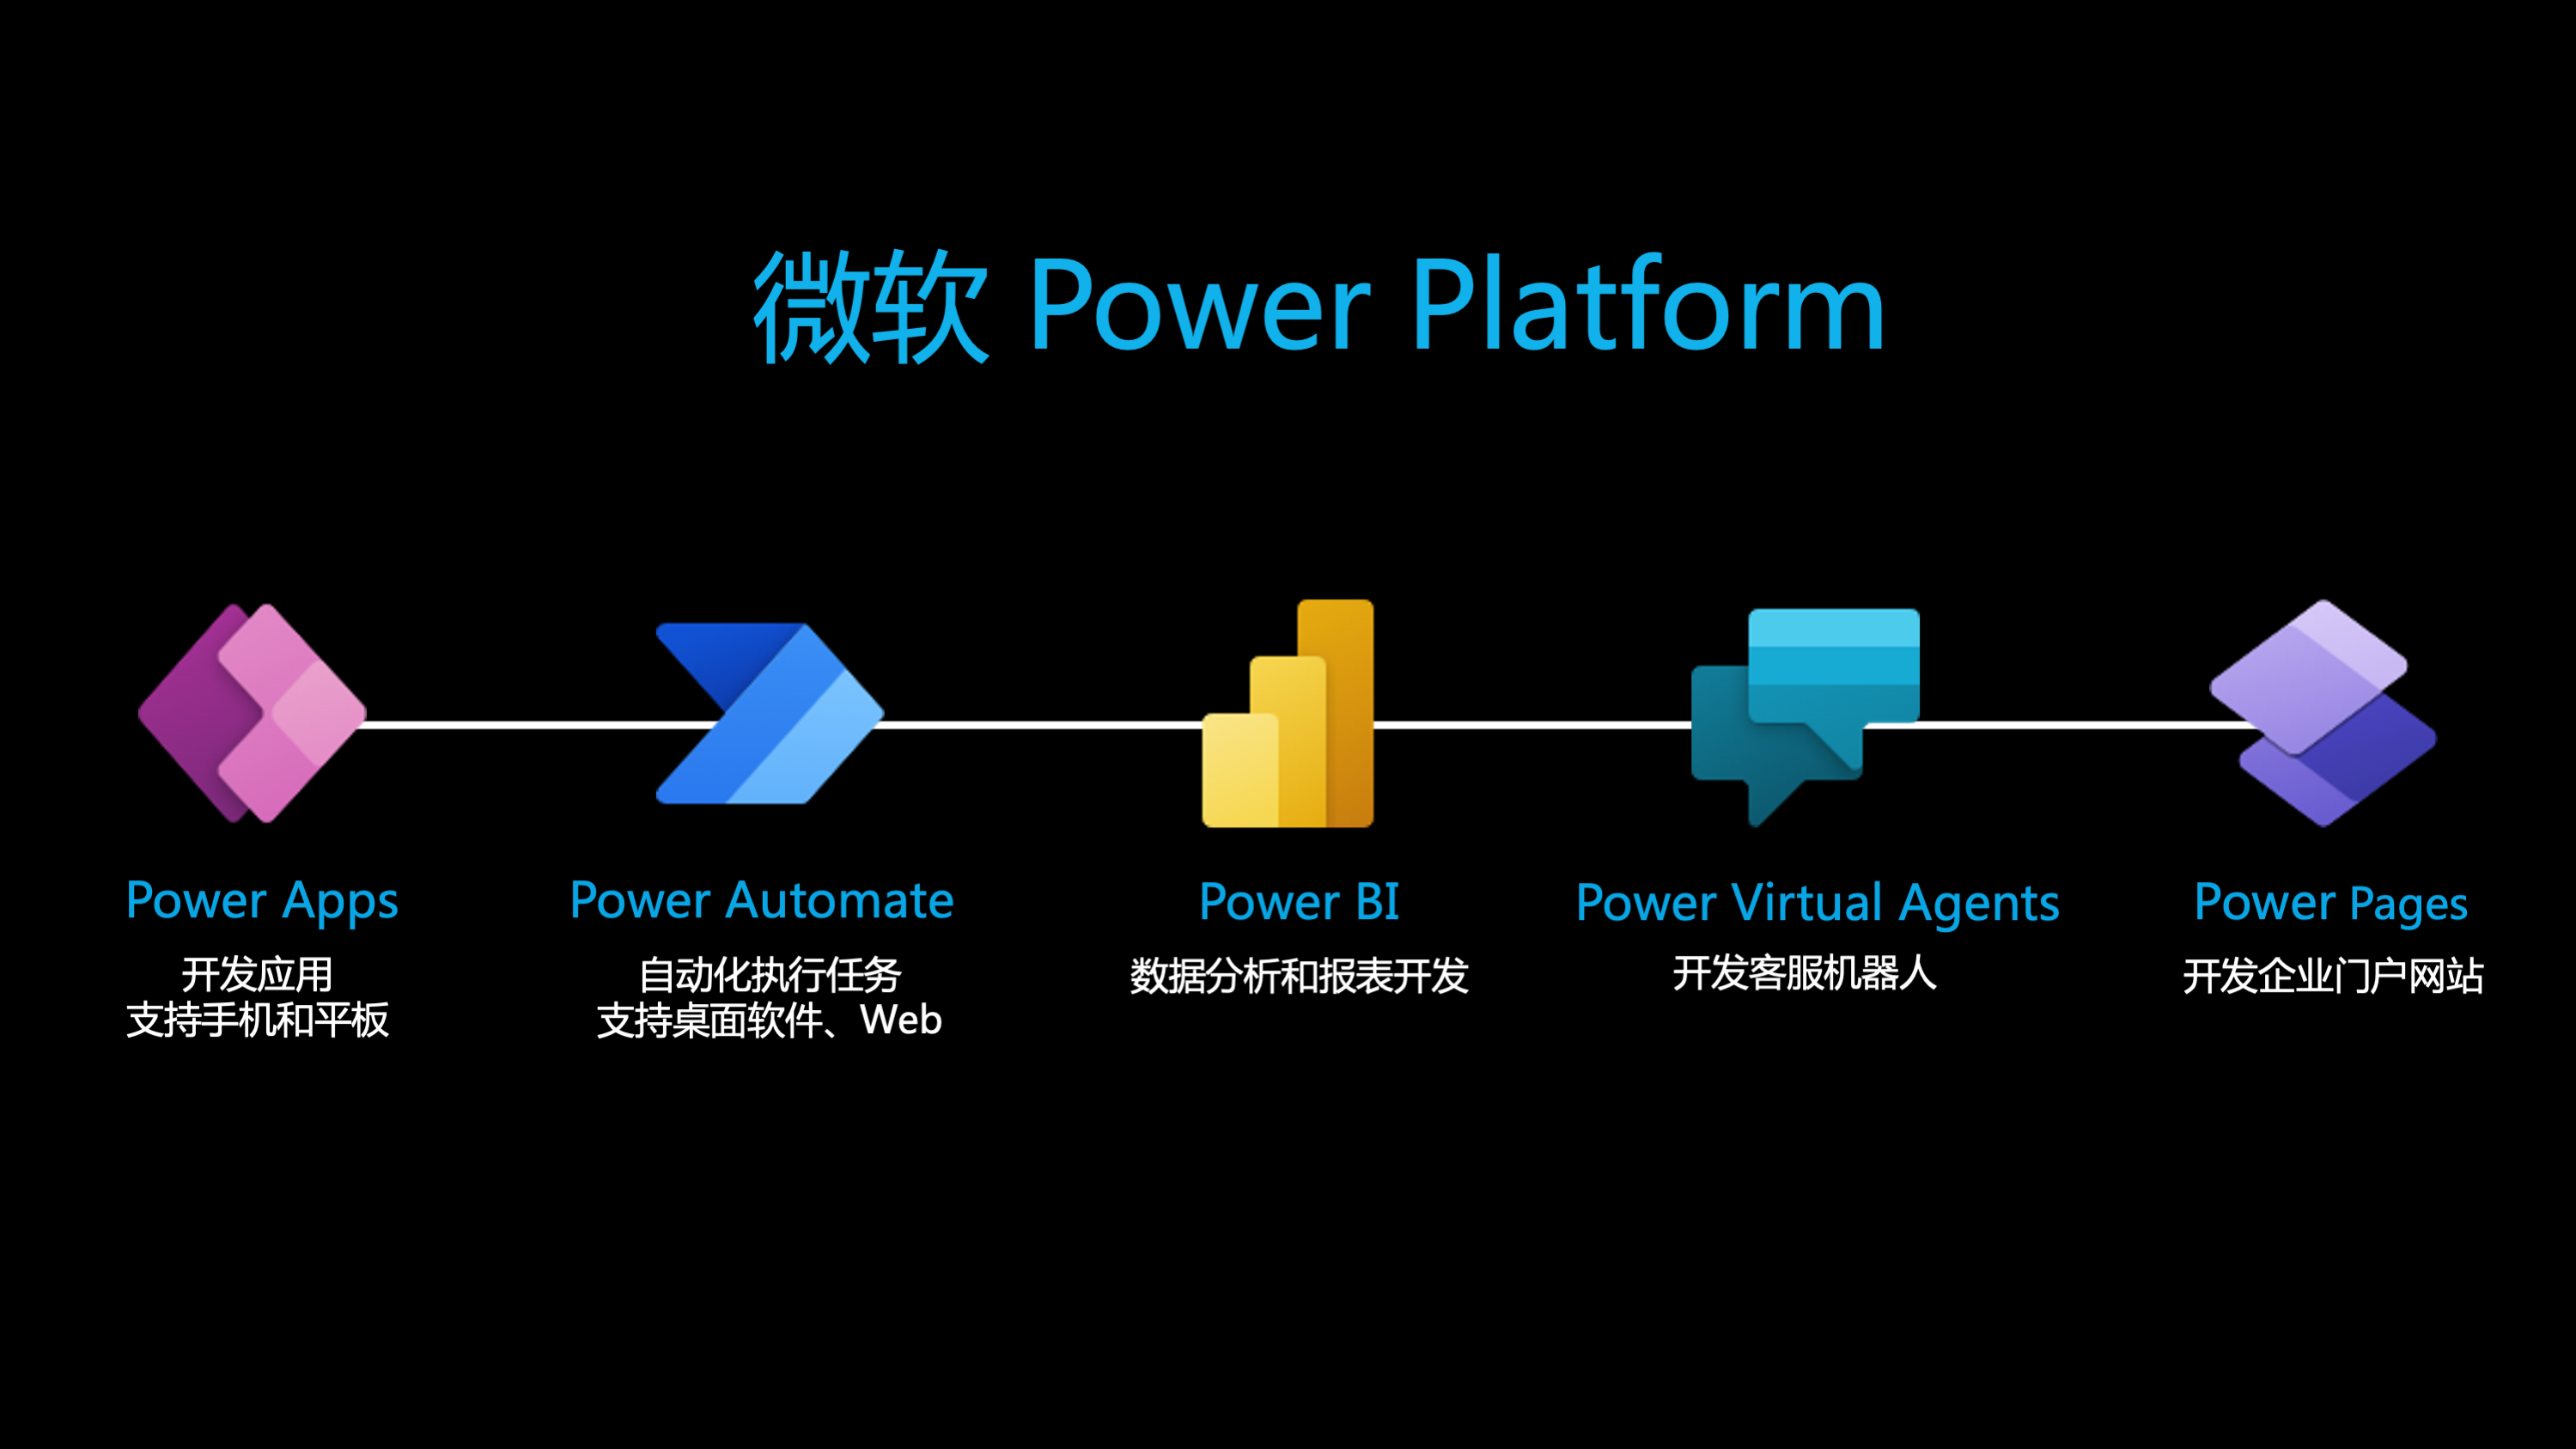 微软 Power Platform
Power Apps
开发应用
支持手机和平板
Power Automate
自动化执行任务
支持桌面软件、Web
Power BI
数据分析和报表开发
Power Virtual Agents
开发客服机器人
Power Pages
开发企业门户网站